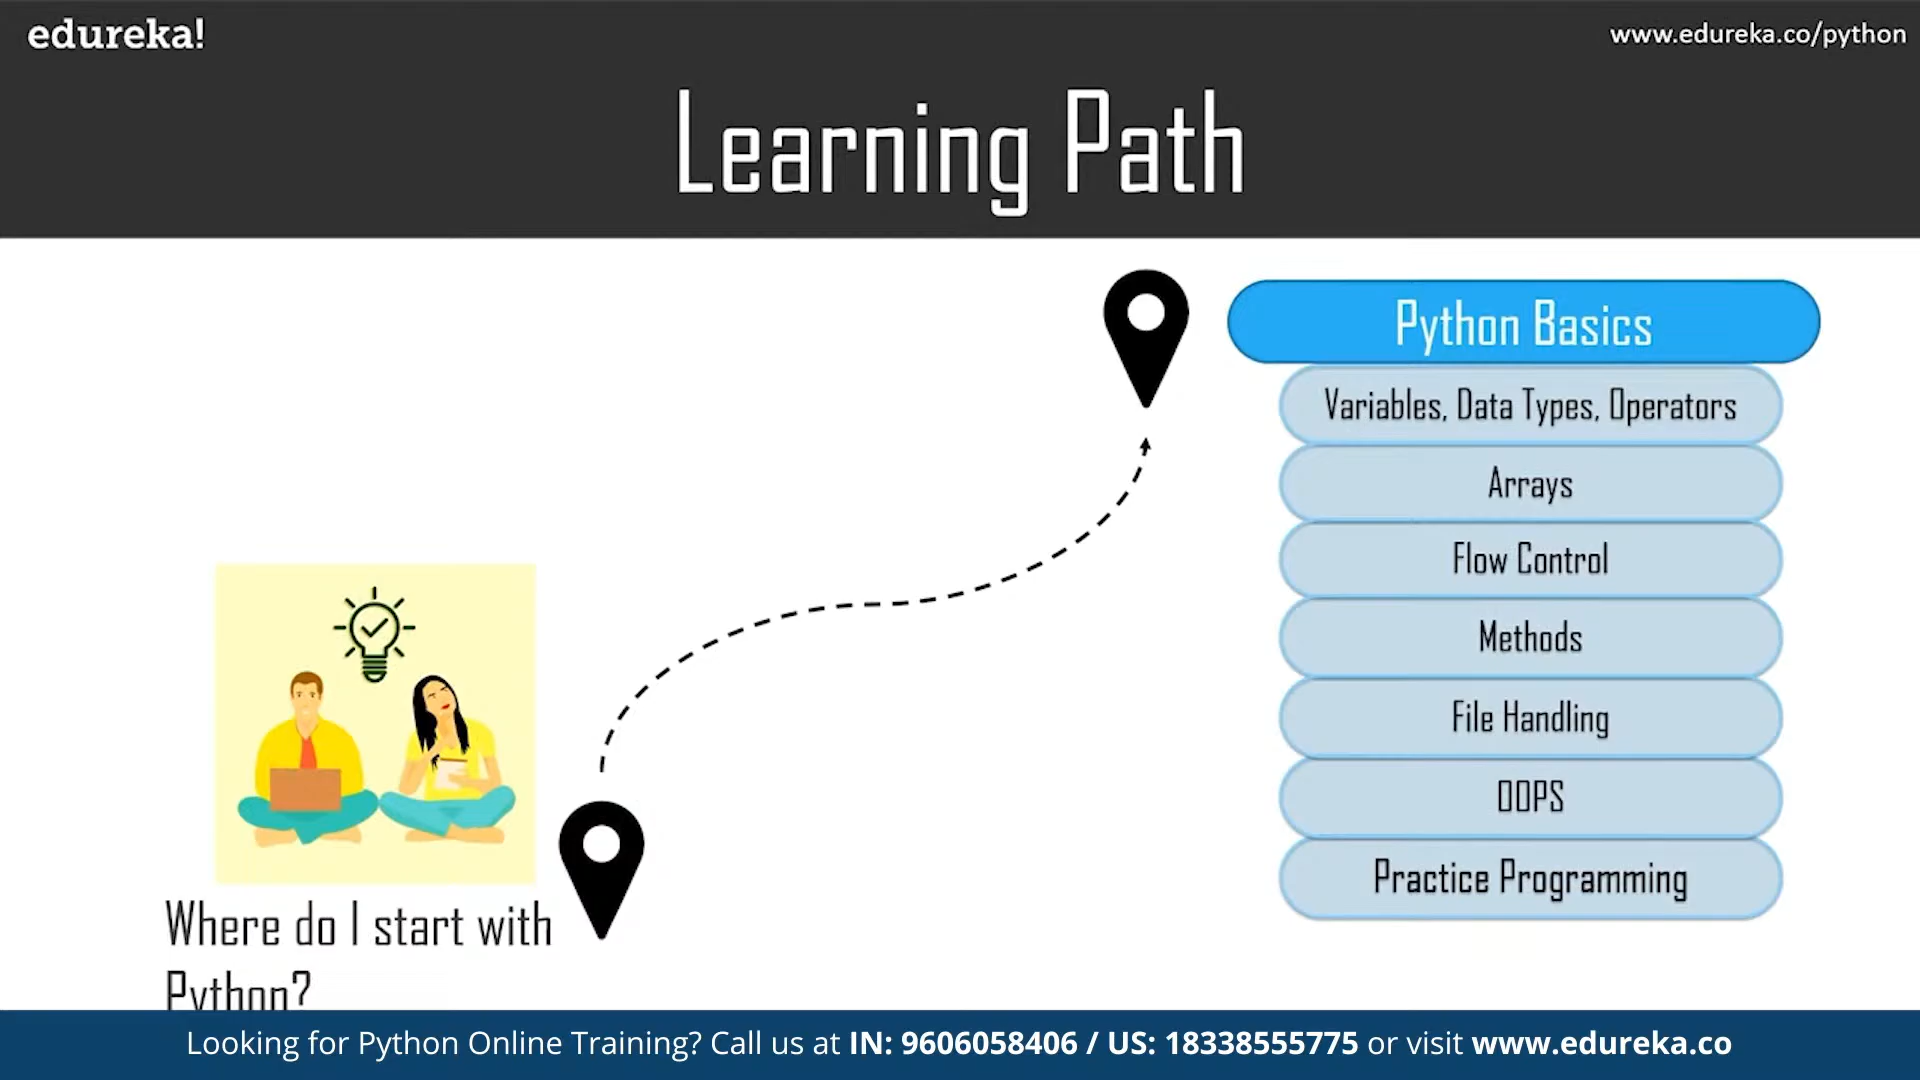 edureka!
www.edureka.co/python
Learning Path
Python Basics
Variables, Data Types, Operators
Arrays
Flow Control
Methods
File Handling
OOPS
Practice Programming
Where do I start with
Python?
Looking for Python Online Training? Call us at IN: 9606058406 / US: 18338555775 or visit www.edureka.co